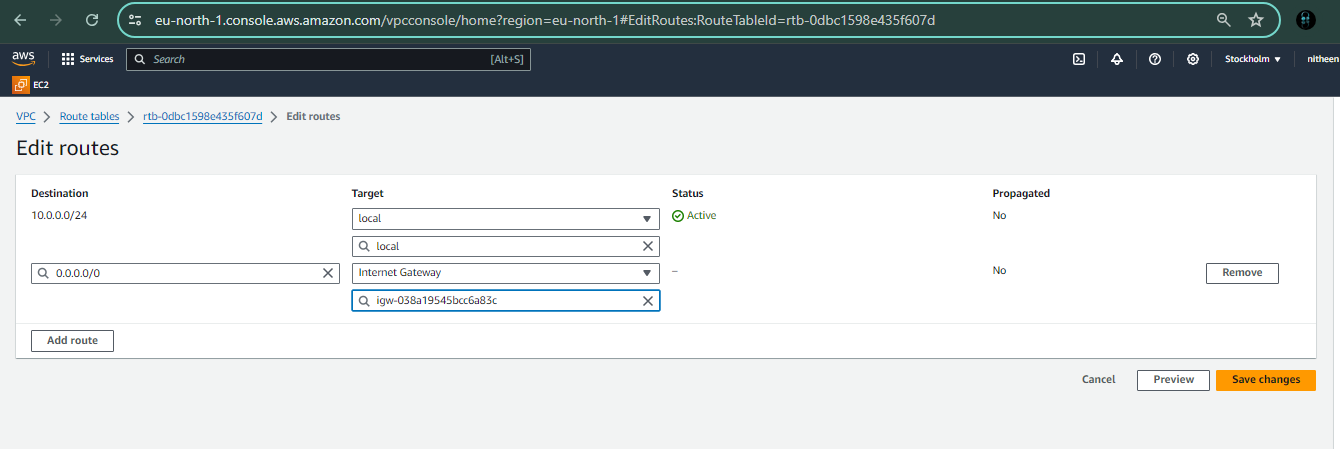 eu-north-1.console.aws.amazon.com/vpcconsole/home?region=eu-north-1#EditRoutes:RouteTableId=rtb-0dbc1598e435f607d
aws Services Search [Alt+S] Stockholm nitheen
EC2
VPC Route tables rtb-0dbc1598e435f607d Edit routes
Edit routes
Destination Target Status Propagated
10.0.0.0/24 local Active No
local
0.0.0.0/0 Internet Gateway – No Remove
igw-038a19545bcc6a83c
Add route
Cancel Preview Save changes